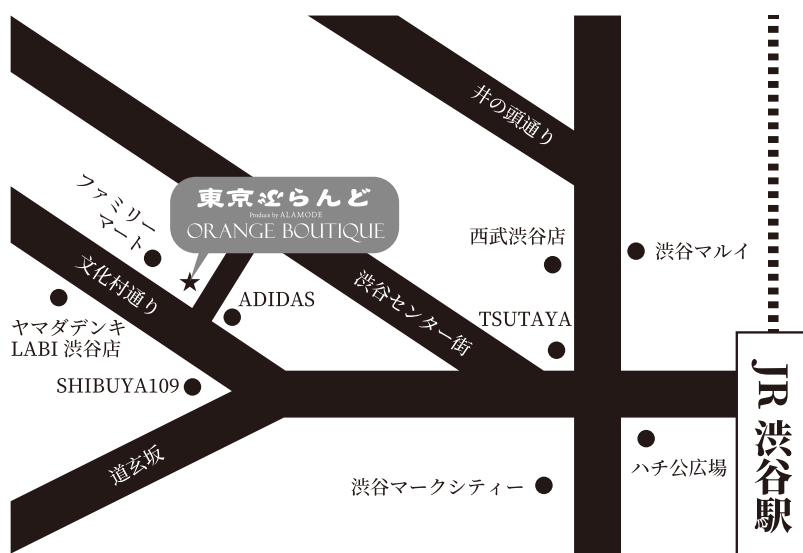 井の頭通り
ファミリー
マート
東京ぶらんど
Produce by ALAMODE
ORANGE BOUTIQUE
西武渋谷店
渋谷マルイ
文化村通り
渋谷センター街
ADIDAS
TSUTAYA
ヤマダデンキ
LABI 渋谷店
SHIBUYA109
JR 渋谷駅
道玄坂
ハチ公広場
渋谷マークシティー